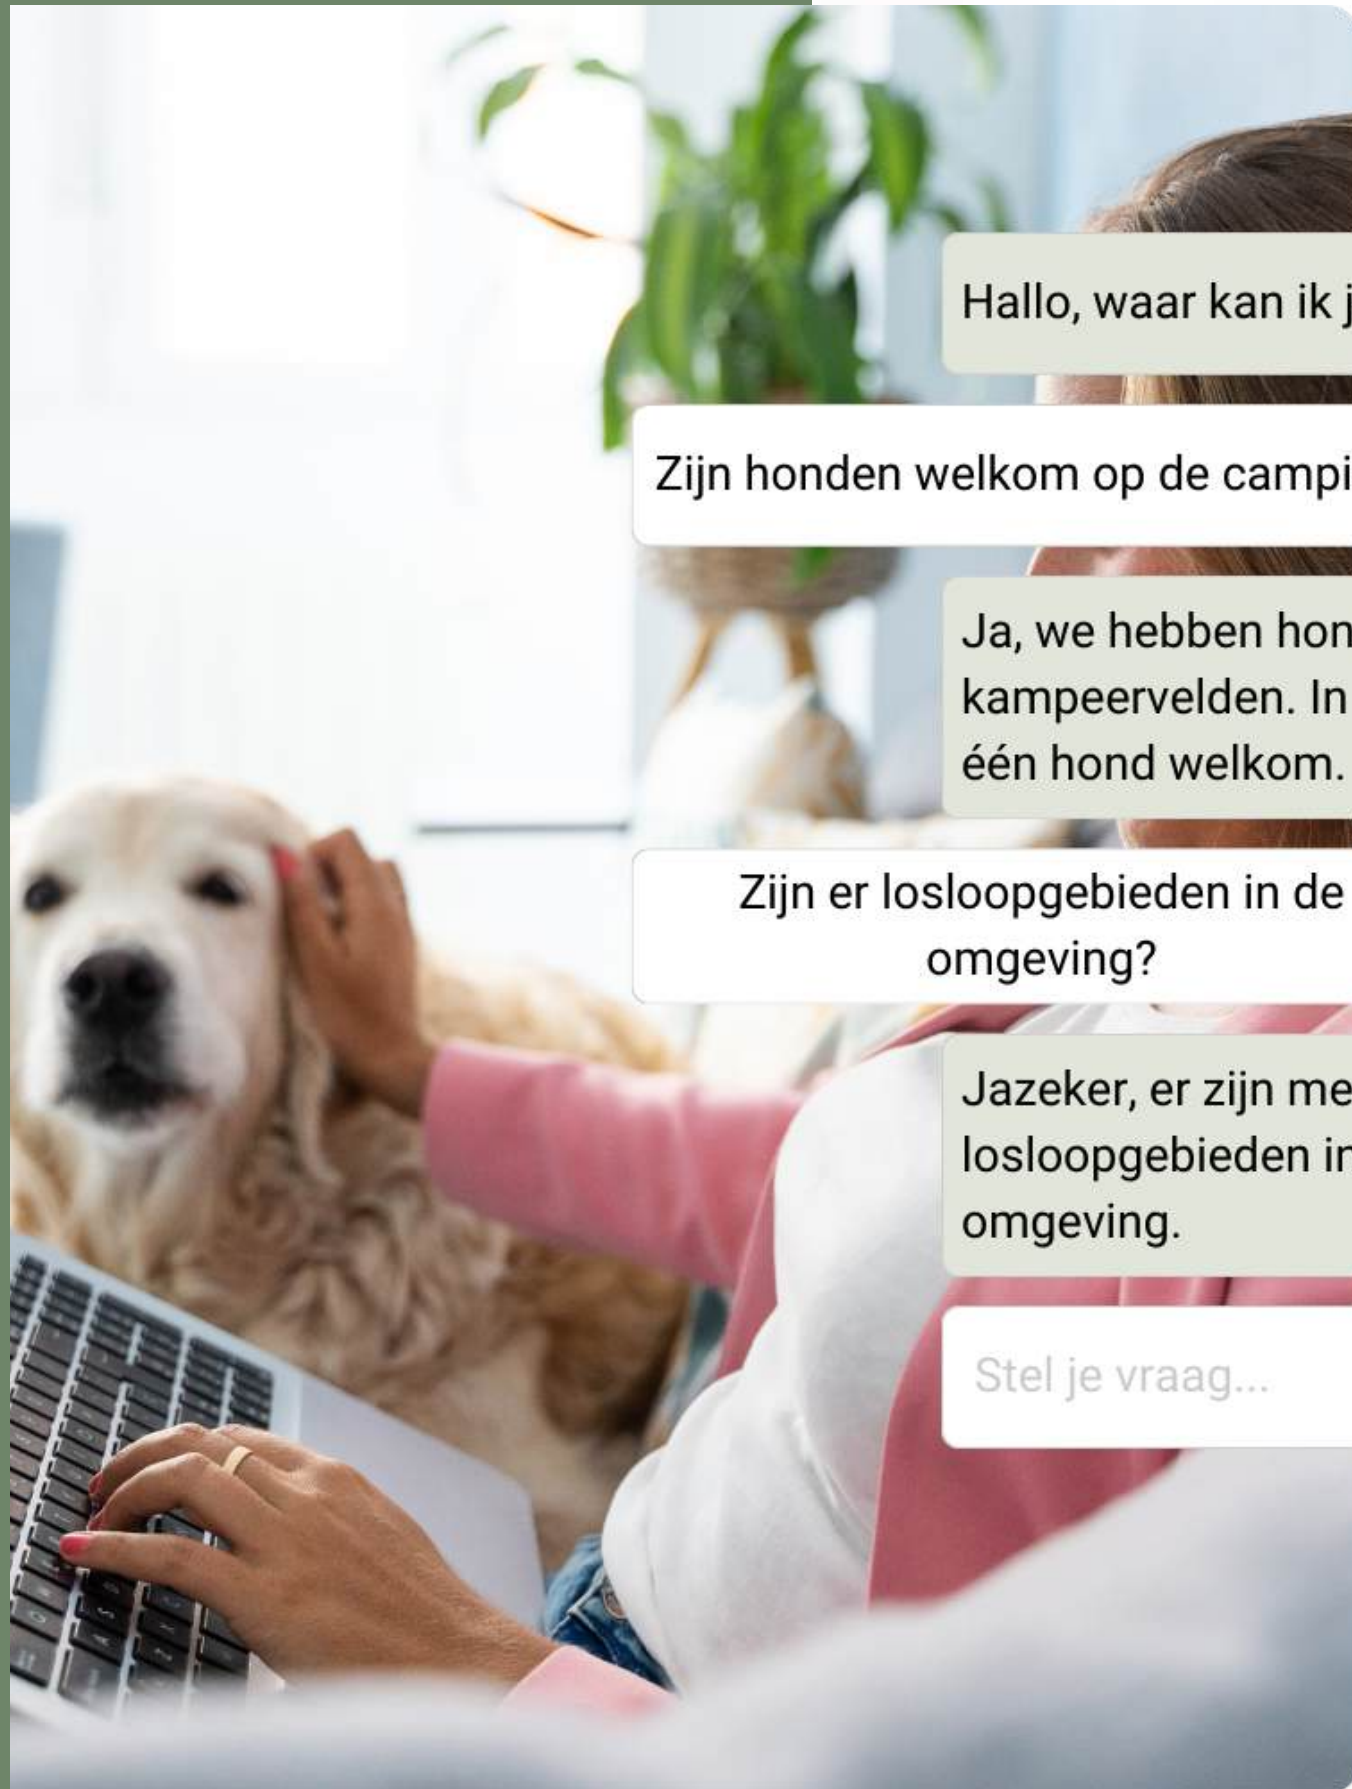 Hallo, waar kan ik j
Zijn honden welkom op de campi
Ja, we hebben hon
kampeervelden. In
één hond welkom.
Zijn er losloopgebieden in de
omgeving?
Jazeker, er zijn me
losloopgebieden in
omgeving.
Stel je vraag...